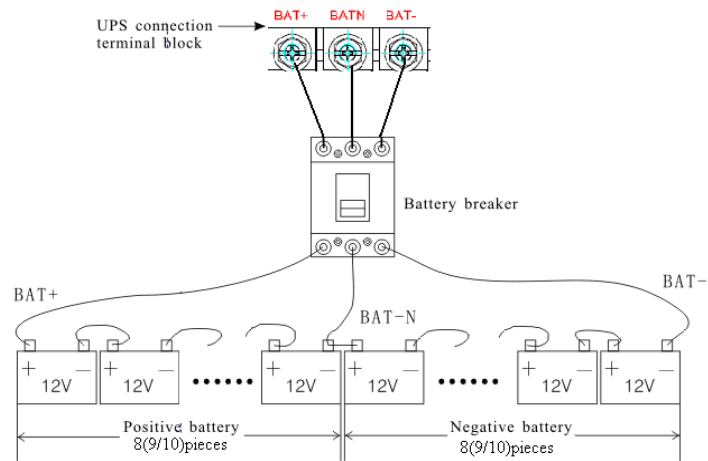 BAT+ BATN BAT-
UPS connection
terminal block
Battery breaker
BAT+
BAT-
BAT-N
+ - + - + - + - + - + -
12V 12V 12V 12V 12V 12V
Positive battery Negative battery
8(9/10)pieces 8(9/10)pieces